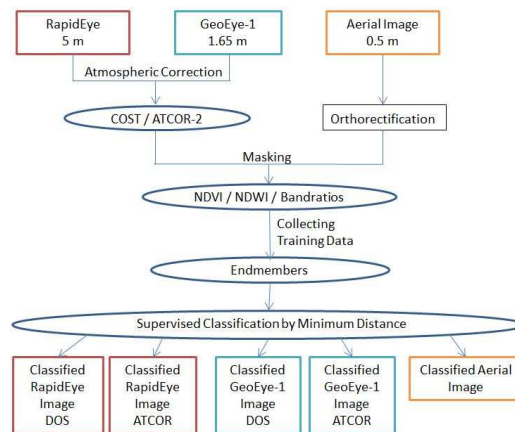 RapidEye
5 m
GeoEye-1
1.65 m
Aerial Image
0.5 m
Atmospheric Correction
COST / ATCOR-2
Orthorectification
Masking
NDVI / NDWI / Bandratios
Collecting
Training Data
Endmembers
Supervised Classification by Minimum Distance
Classified
RapidEye
Image
DOS
Classified
RapidEye
Image
ATCOR
Classified
GeoEye-1
Image
DOS
Classified
GeoEye-1
Image
ATCOR
Classified Aerial
Image